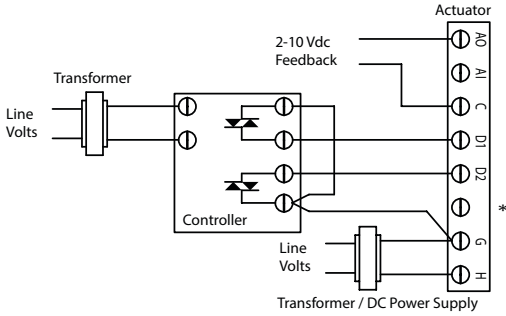 Actuator
2-10 Vdc
Feedback
AO
AI
C
D1
D2
*
G
H
Transformer
Line
Volts
Controller
Line
Volts
Transformer / DC Power Supply